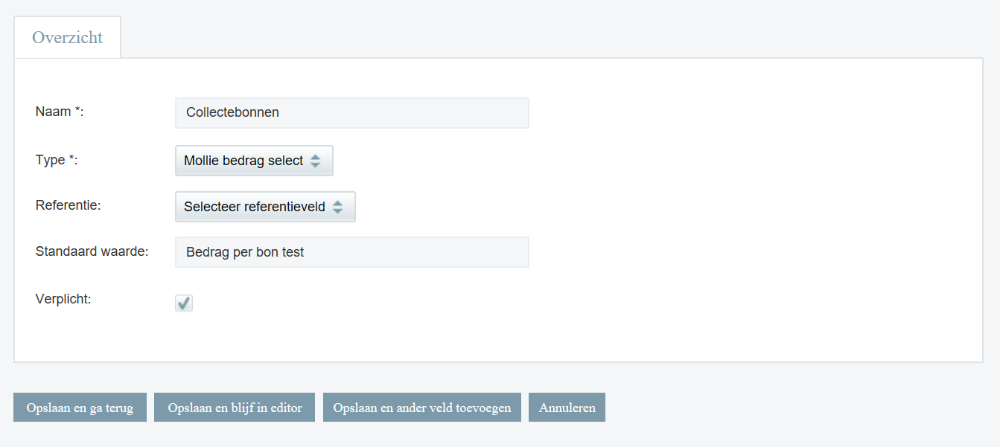 Overzicht
Naam *:
Collectebonnen
Type *:
Mollie bedrag select
Referentie:
Selecteer referentieveld
Standaard waarde:
Bedrag per bon test
Verplicht:
Opslaan en ga terug
Opslaan en blijf in editor
Opslaan en ander veld toevoegen
Annuleren